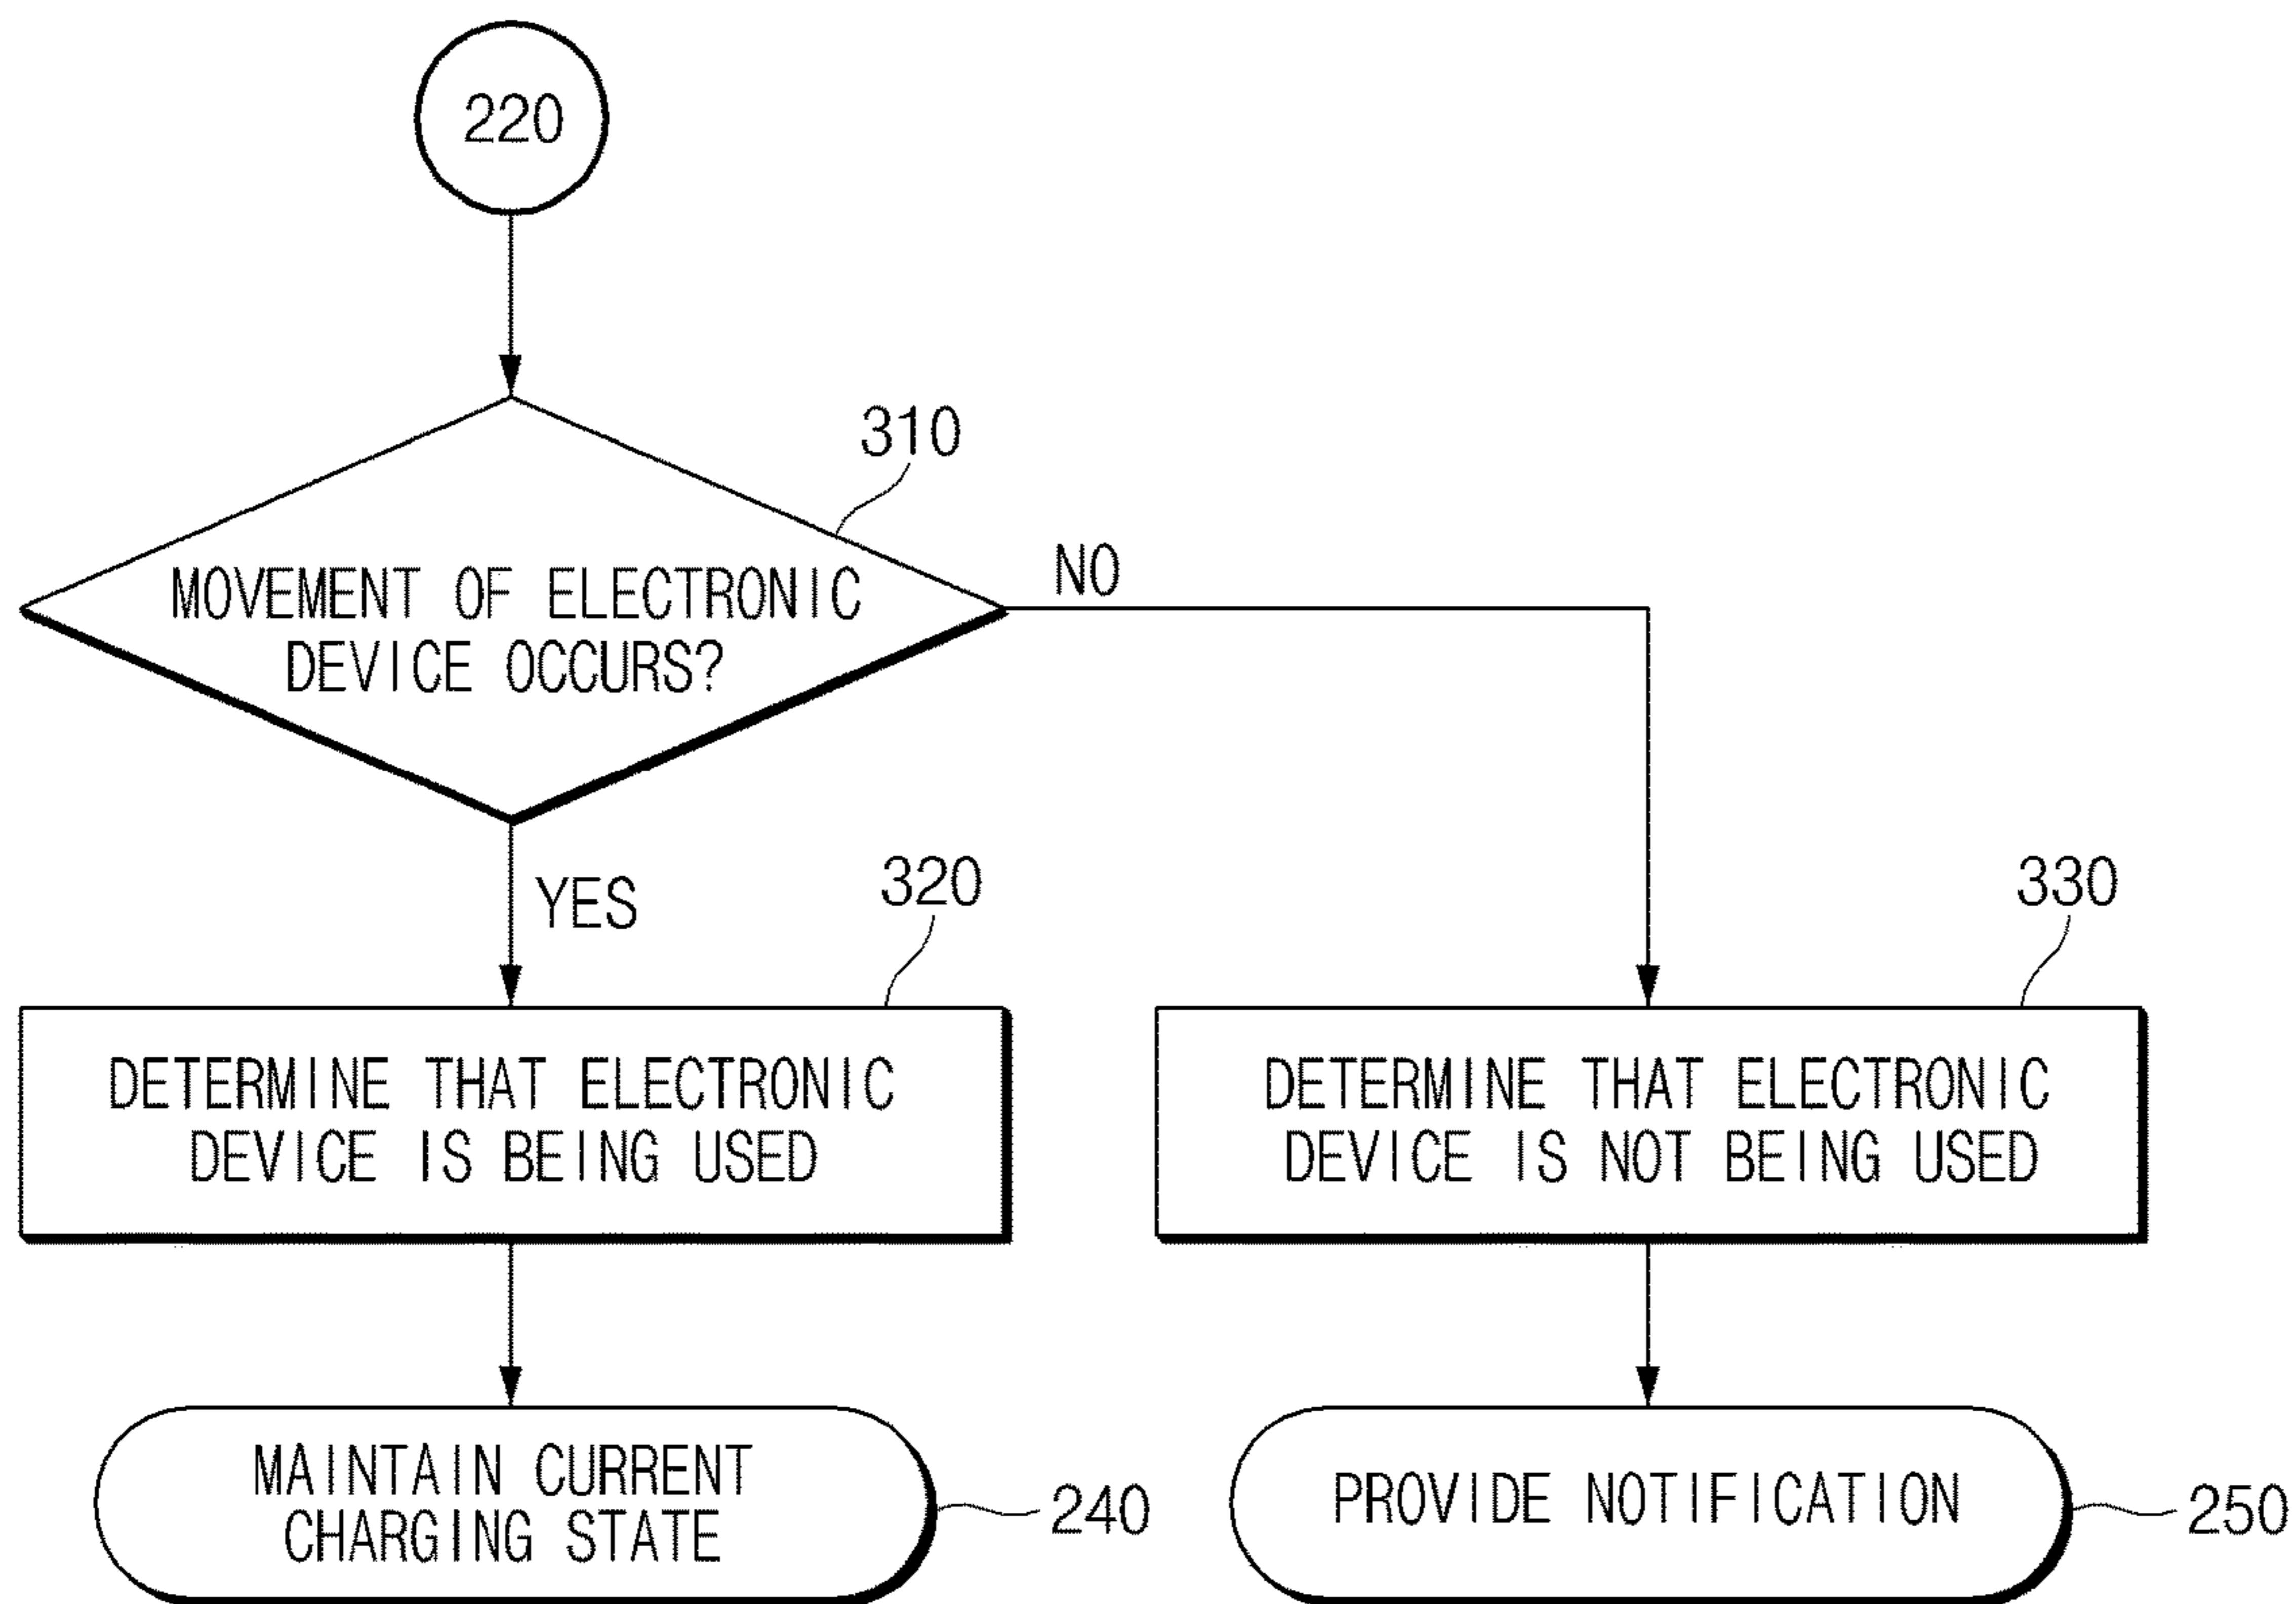 220
310
MOVEMENT OF ELECTRONIC
DEVICE OCCURS?
NO
YES
320
330
DETERMINE THAT ELECTRONIC
DEVICE IS BEING USED
DETERMINE THAT ELECTRONIC
DEVICE IS NOT BEING USED
MAINTAIN CURRENT
CHARGING STATE
240
PROVIDE NOTIFICATION
250